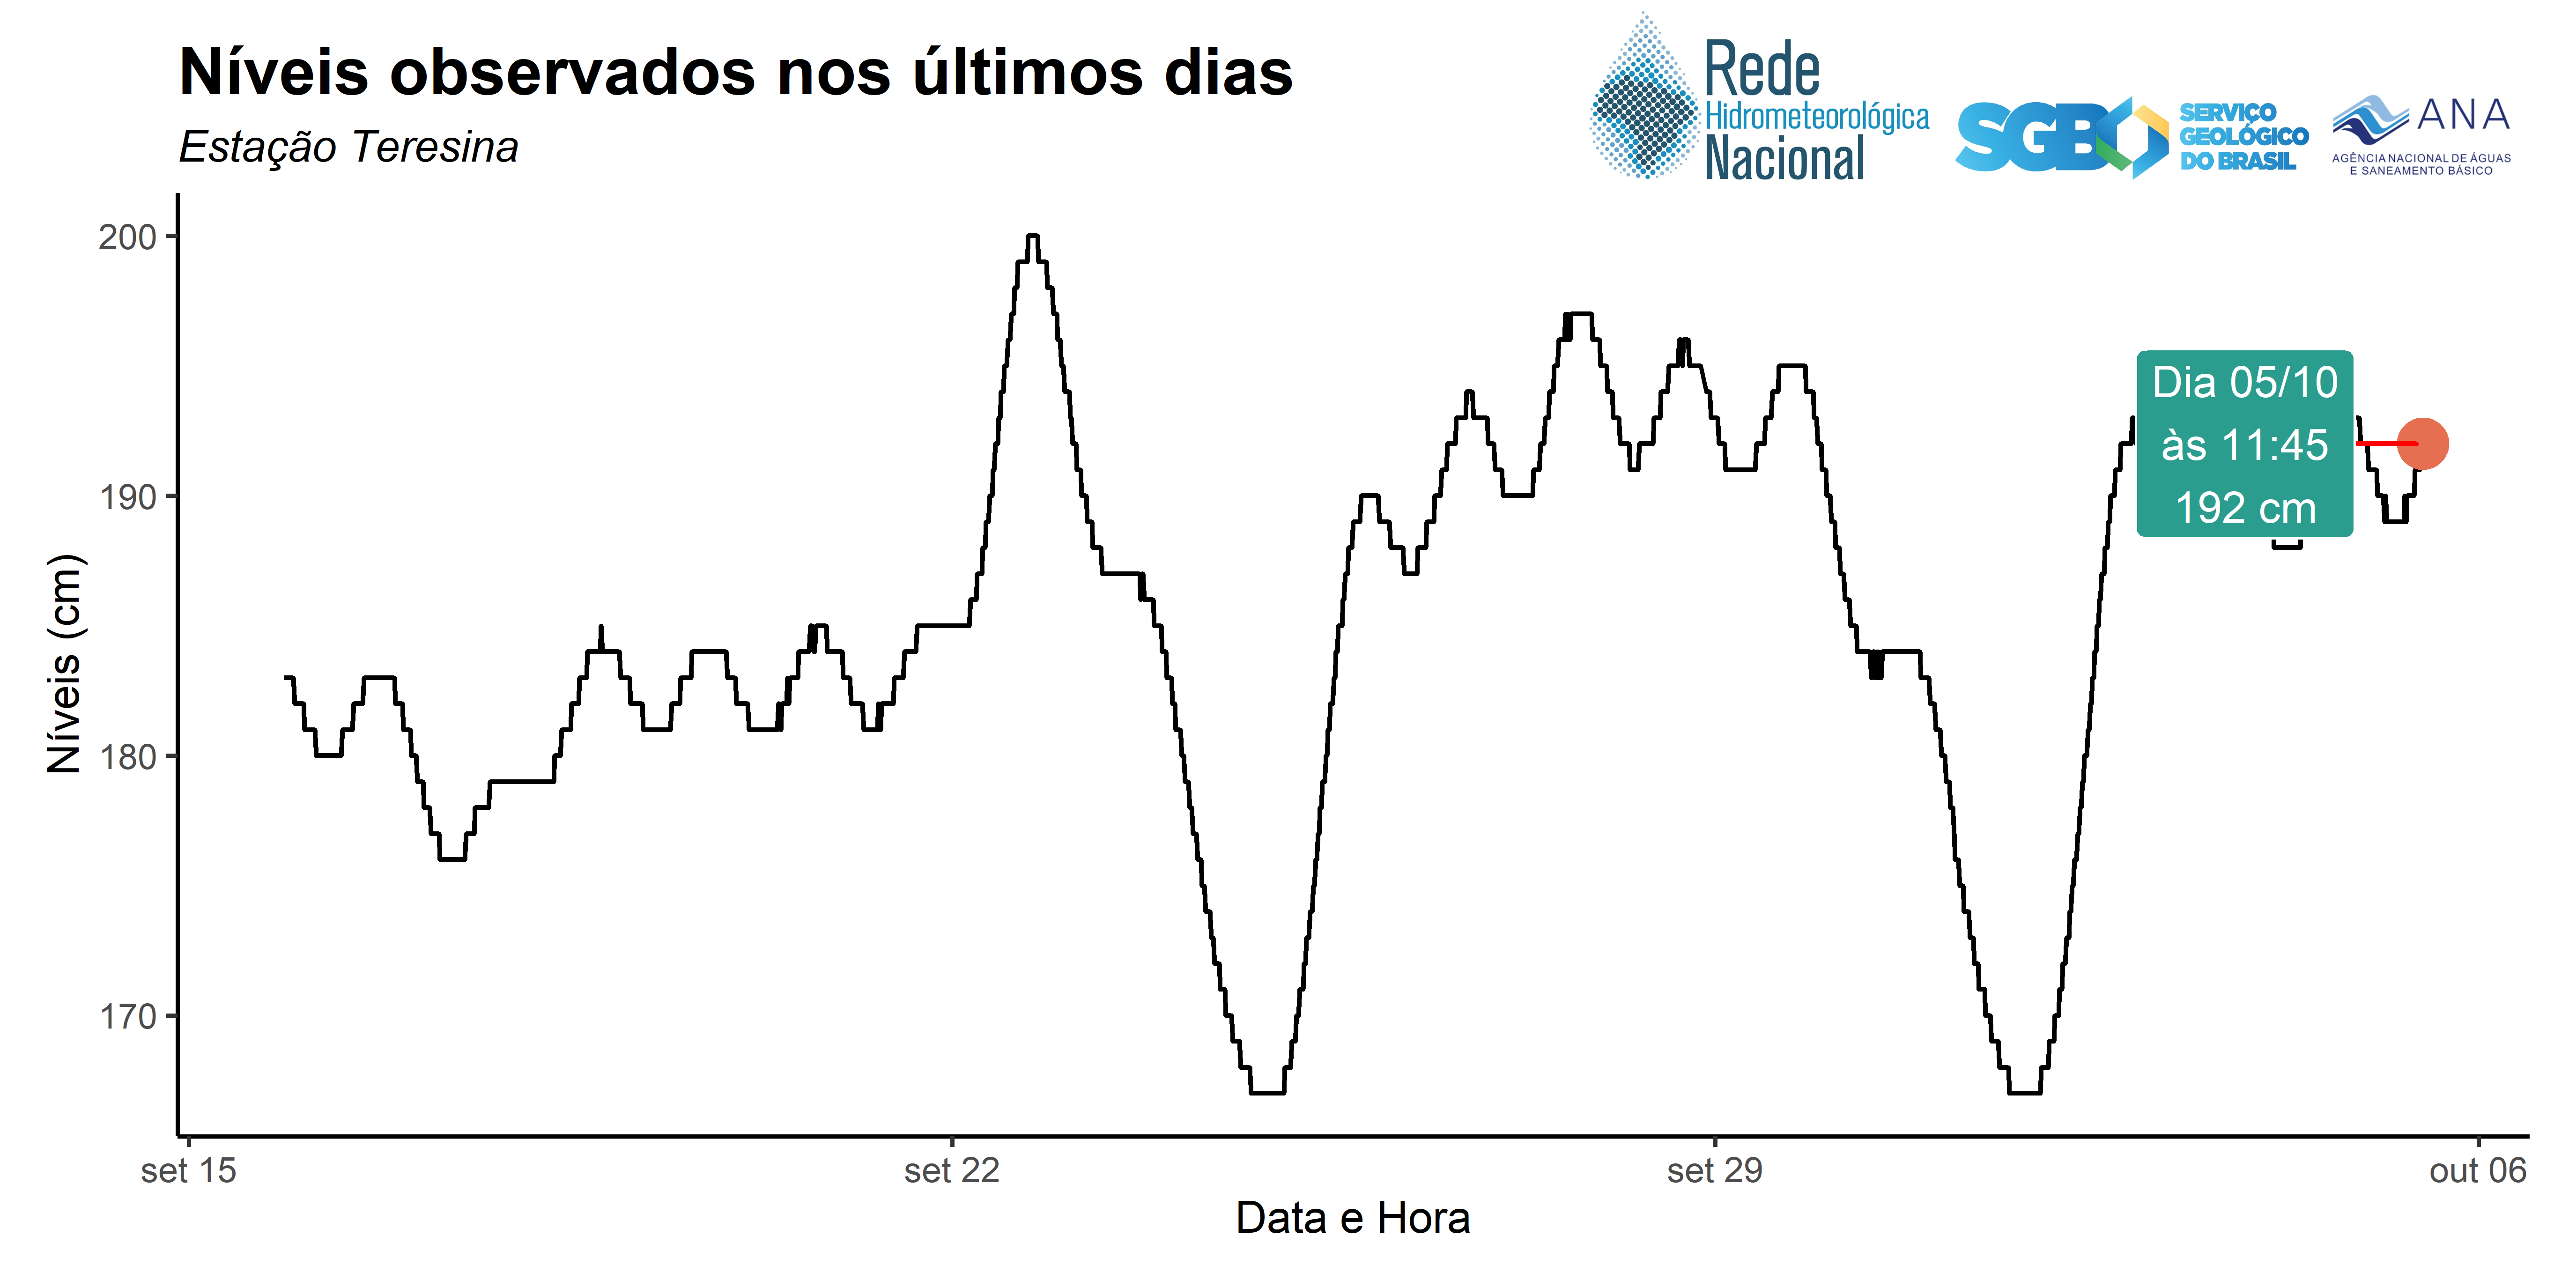 Níveis observados nos últimos dias
Estação Teresina
Rede
Hidrometeorológica
Nacional
SGB
SERVIÇO
GEOLÓGICO
DO BRASIL
ANA
AGÊNCIA NACIONAL DE ÁGUAS
E SANEAMENTO BÁSICO
Níveis (cm)
200
190
180
170
Dia 05/10
às 11:45
192 cm
set 15
set 22
set 29
out 06
Data e Hora